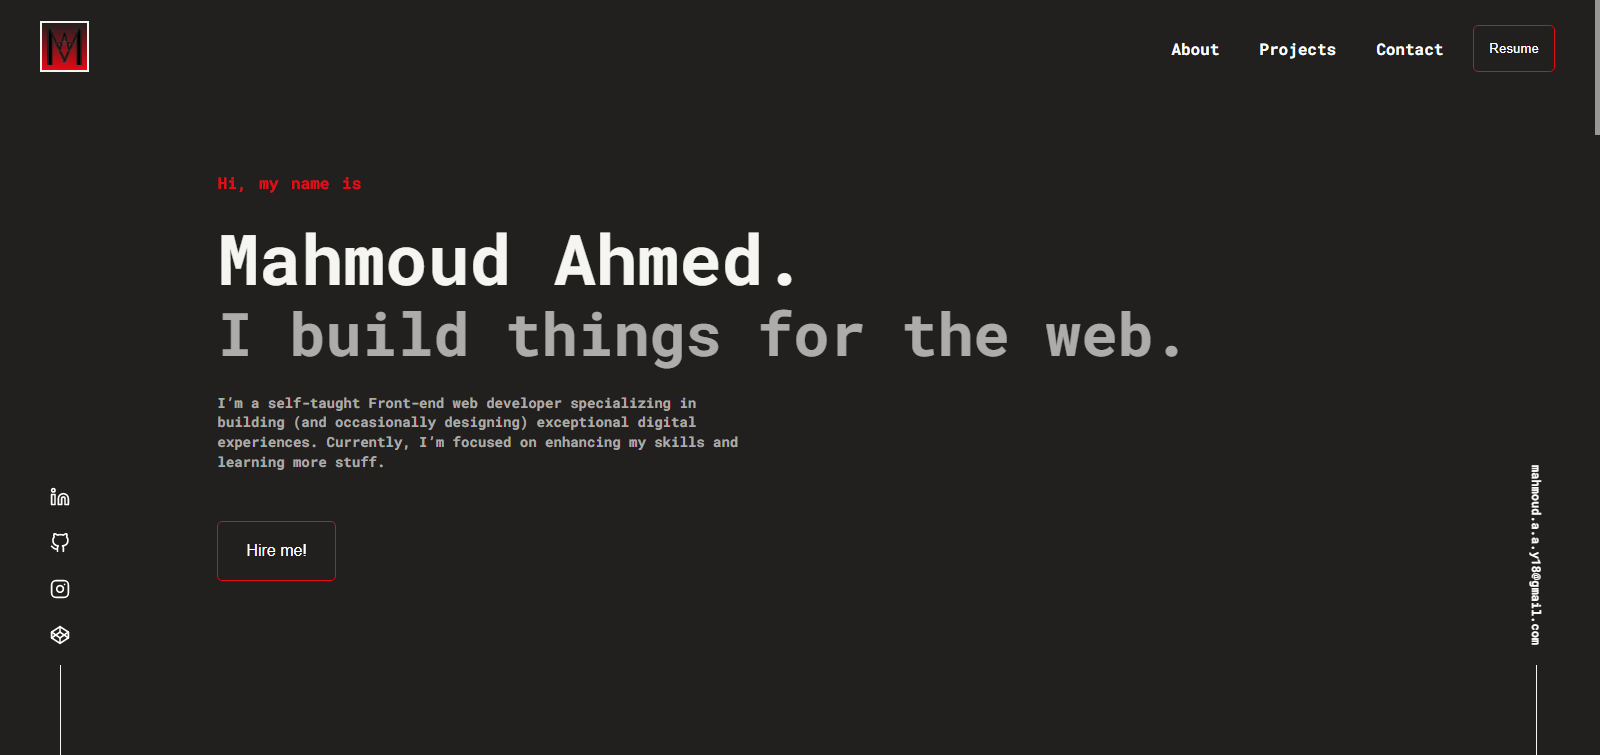 About
Projects
Contact
Resume
Hi, my name is
Mahmoud Ahmed.
I build things for the web.
I’m a self-taught Front-end web developer specializing in
building (and occasionally designing) exceptional digital
experiences. Currently, I’m focused on enhancing my skills and
learning more stuff.
Hire me!
mahmoud.a.a.y18@gmail.com